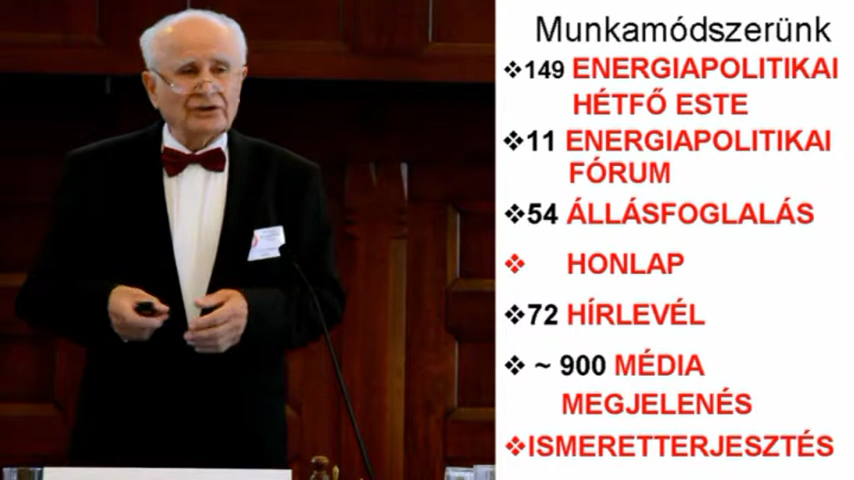 Munkamódszerünk
❖149 ENERGIAPOLITIKAI
HÉTFŐ ESTE
❖11 ENERGIAPOLITIKAI
FÓRUM
❖54 ÁLLÁSFOGLALÁS
❖ HONLAP
❖72 HÍRLEVÉL
❖ ~ 900 MÉDIA
MEGJELENÉS
❖ISMERETTERJESZTÉS